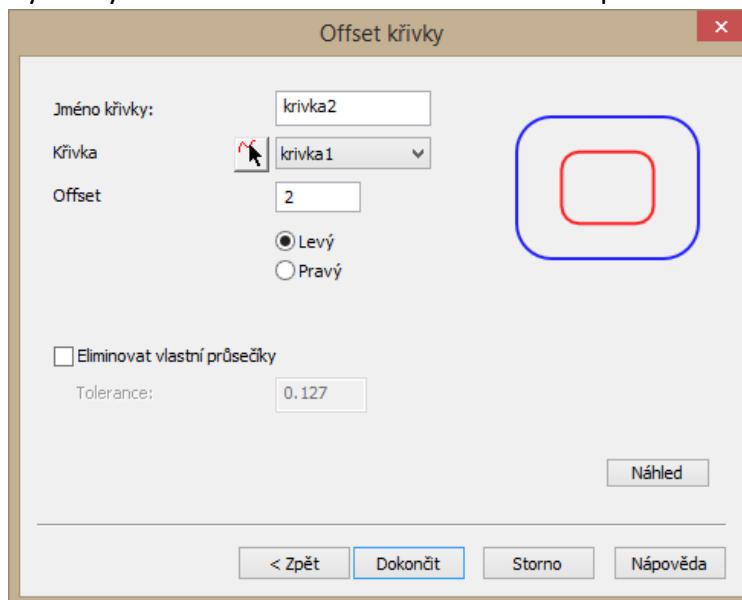 Offset křivky
Jméno křivky: krivka2
Křivka krivka1
Offset 2
Levý
Pravý
Eliminovat vlastní průsečíky
Tolerance: 0.127
Náhled
< Zpět Dokončit Storno Nápověda